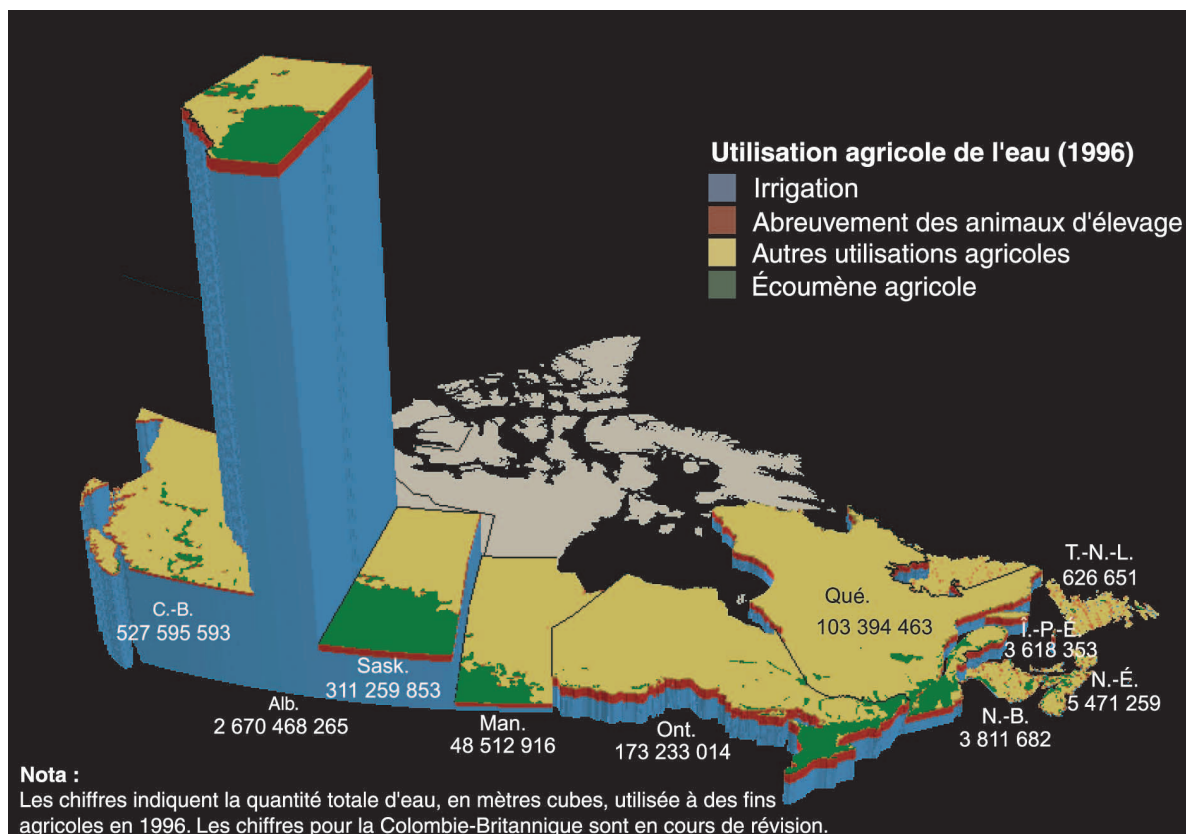 Utilisation agricole de l'eau (1996)
Irrigation
Abreuvement des animaux d'élevage
Autres utilisations agricoles
Écoumène agricole
T.-N.-L.
626 651
Qué.
103 394 463
Î.-P.-É.
3 618 353
C.-B.
527 595 593
Sask.
311 259 853
N.-É.
5 471 259
Alb.
2 670 468 265
Man.
48 512 916
Ont.
173 233 014
N.-B.
3 811 682
Nota :
Les chiffres indiquent la quantité totale d'eau, en mètres cubes, utilisée à des fins
agricoles en 1996. Les chiffres pour la Colombie-Britannique sont en cours de révision.